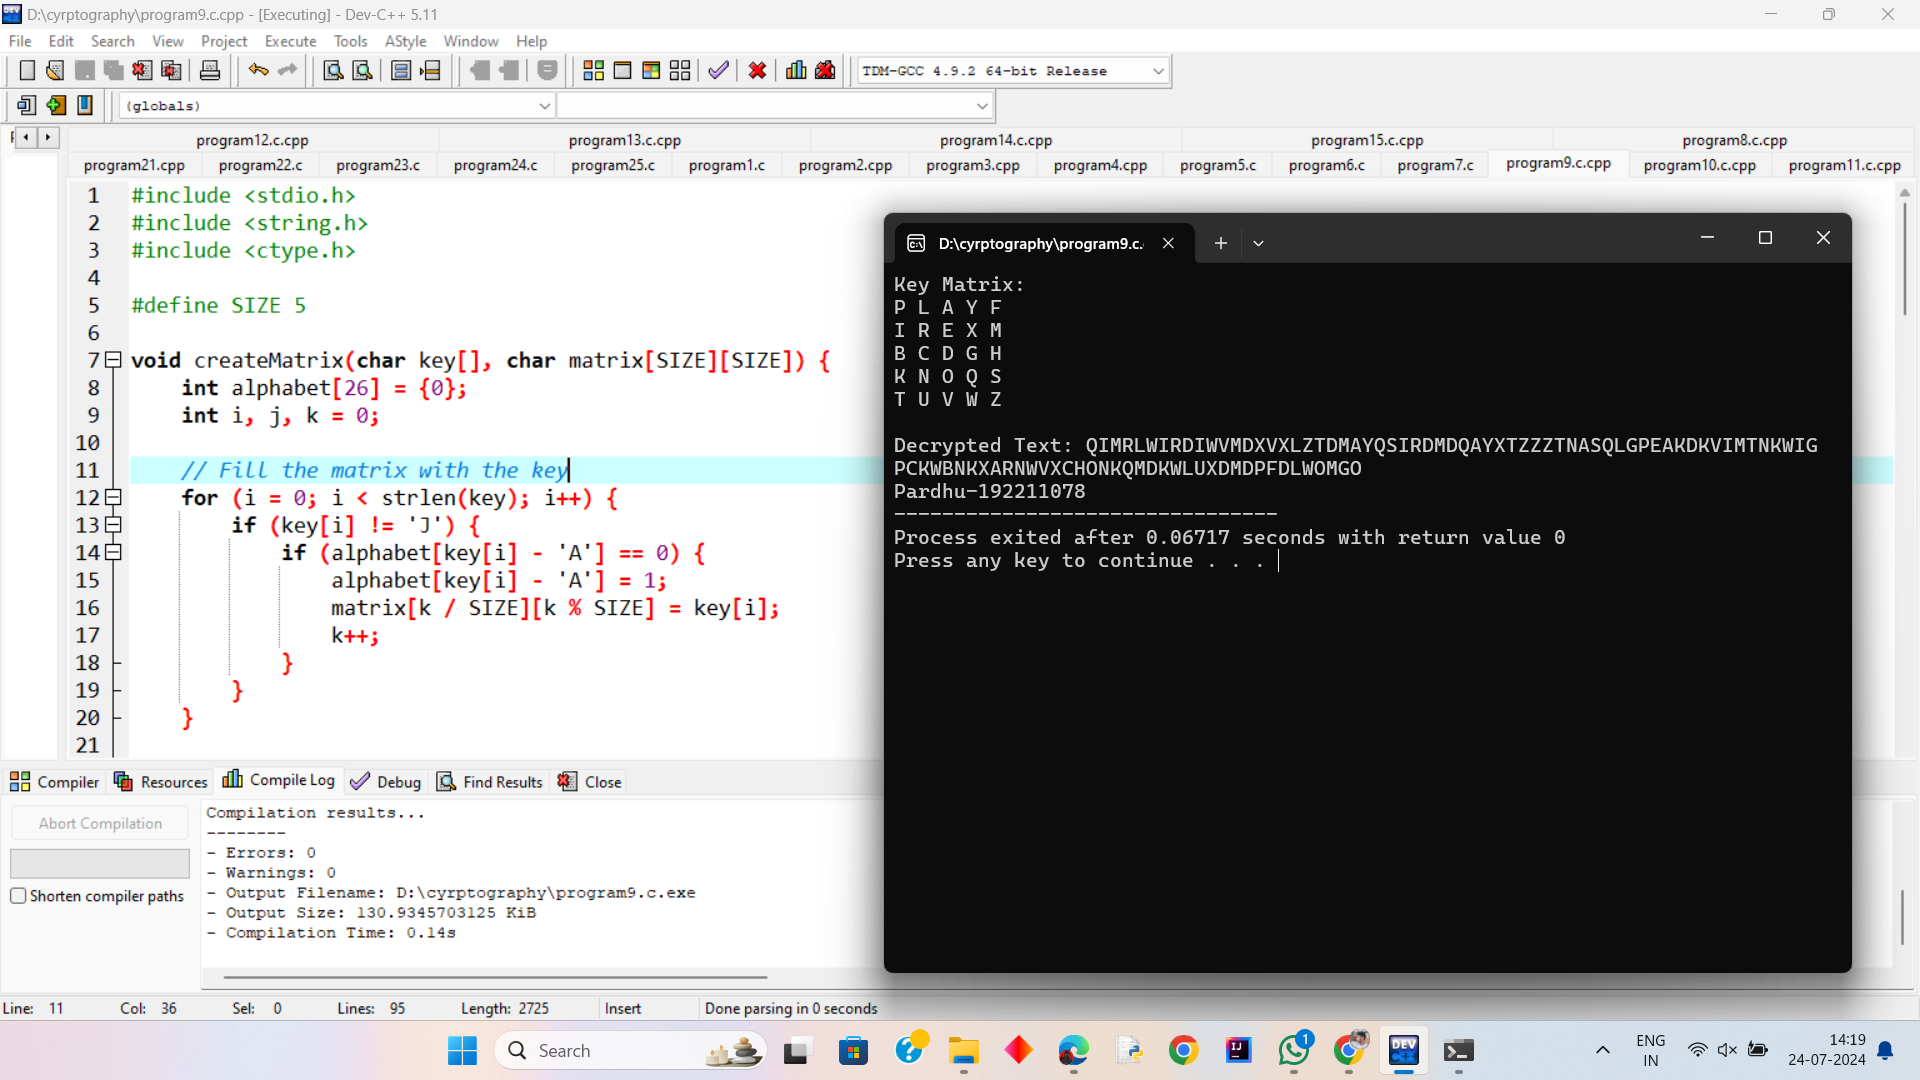 D:\cyrptography\program9.c.cpp - [Executing] - Dev-C++ 5.11
File Edit Search View Project Execute Tools AStyle Window Help
TDM-GCC 4.9.2 64-bit Release
(globals)
program12.c.cpp program13.c.cpp program14.c.cpp program15.c.cpp program8.c.cpp
program21.cpp program22.c program23.c program24.c program25.c program1.c program2.cpp program3.cpp program4.cpp program5.c program6.c program7.c program9.c.cpp program10.c.cpp program11.c.cpp
1 #include <stdio.h>
2 #include <string.h>
3 #include <ctype.h>
4
5 #define SIZE 5
6
7 void createMatrix(char key[], char matrix[SIZE][SIZE]) {
8 int alphabet[26] = {0};
9 int i, j, k = 0;
10
11 // Fill the matrix with the key
12 for (i = 0; i < strlen(key); i++) {
13 if (key[i] != 'J') {
14 if (alphabet[key[i] - 'A'] == 0) {
15 alphabet[key[i] - 'A'] = 1;
16 matrix[k / SIZE][k % SIZE] = key[i];
17 k++;
18 }
19 }
20 }
21
D:\cyrptography\program9.c.
Key Matrix:
P L A Y F
I R E X M
B C D G H
K N O Q S
T U V W Z
Decrypted Text: QIMRLWIRDIWVMDXVXLZTDMAYQSIRDMDQAYXTZZZTNASQLGPEAKDKVIMTNKWIG
PCKWBNKXARNWVXCHONKQMDKWLUXDMDPFDLWOMGO
Pardhu-192211078
--------------------------------
Process exited after 0.06717 seconds with return value 0
Press any key to continue . . .
Compiler Resources Compile Log Debug Find Results Close
Abort Compilation
Shorten compiler paths
Compilation results...
--------
- Errors: 0
- Warnings: 0
- Output Filename: D:\cyrptography\program9.c.exe
- Output Size: 130.9345703125 KiB
- Compilation Time: 0.14s
Line: 11 Col: 36 Sel: 0 Lines: 95 Length: 2725 Insert Done parsing in 0 seconds
Search
DEV
1
ENG
IN
14:19
24-07-2024